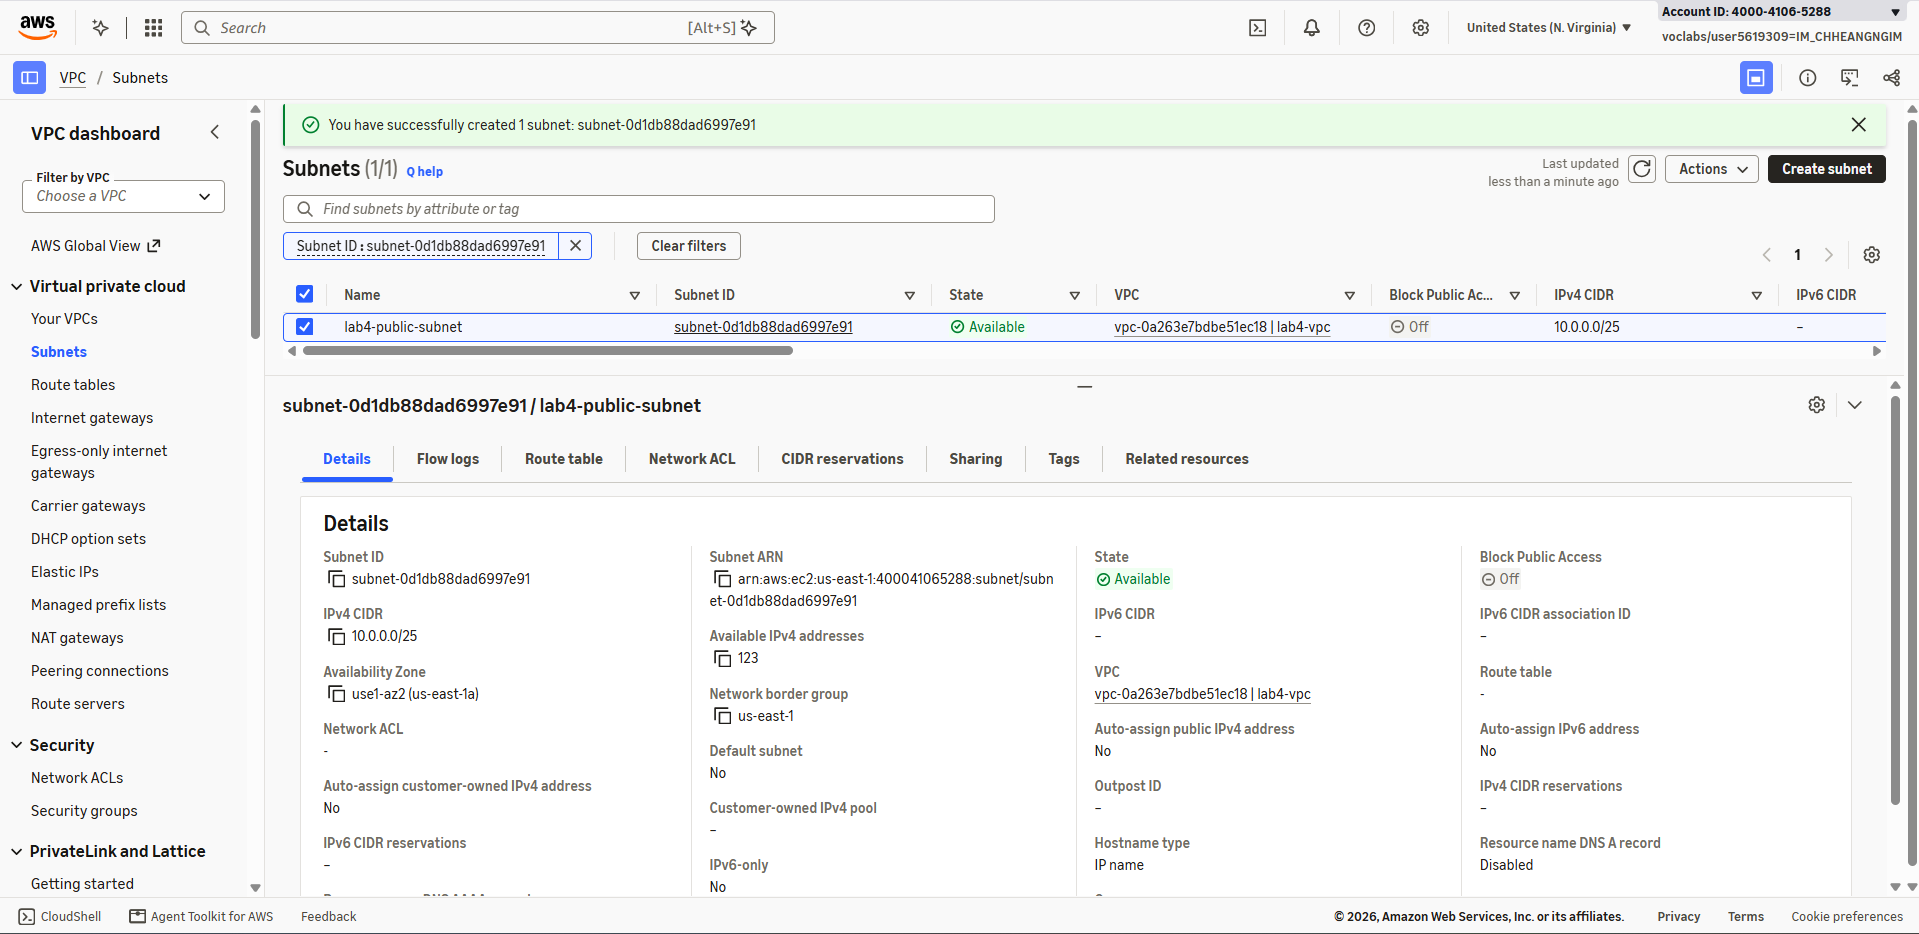 aws
Search
[Alt+S]
United States (N. Virginia)
Account ID: 4000-4106-5288
voclabs/user5619309=IM_CHHEANGNGIM
VPC / Subnets
VPC dashboard
Filter by VPC
Choose a VPC
AWS Global View
Virtual private cloud
Your VPCs
Subnets
Route tables
Internet gateways
Egress-only internet
gateways
Carrier gateways
DHCP option sets
Elastic IPs
Managed prefix lists
NAT gateways
Peering connections
Route servers
Security
Network ACLs
Security groups
PrivateLink and Lattice
Getting started
You have successfully created 1 subnet: subnet-0d1db88dad6997e91
Subnets (1/1) Q help
Last updated
less than a minute ago
Actions
Create subnet
Find subnets by attribute or tag
Subnet ID : subnet-0d1db88dad6997e91
Clear filters
1
Name Subnet ID State VPC Block Public Ac... IPv4 CIDR IPv6 CIDR
lab4-public-subnet subnet-0d1db88dad6997e91 Available vpc-0a263e7bdbe51ec18 | lab4-vpc Off 10.0.0.0/25 –
subnet-0d1db88dad6997e91 / lab4-public-subnet
Details Flow logs Route table Network ACL CIDR reservations Sharing Tags Related resources
Details
Subnet ID
subnet-0d1db88dad6997e91
IPv4 CIDR
10.0.0.0/25
Availability Zone
use1-az2 (us-east-1a)
Network ACL
-
Auto-assign customer-owned IPv4 address
No
IPv6 CIDR reservations
–
Subnet ARN
arn:aws:ec2:us-east-1:400041065288:subnet/subn
et-0d1db88dad6997e91
Available IPv4 addresses
123
Network border group
us-east-1
Default subnet
No
Customer-owned IPv4 pool
–
IPv6-only
No
State
Available
IPv6 CIDR
–
VPC
vpc-0a263e7bdbe51ec18 | lab4-vpc
Auto-assign public IPv4 address
No
Outpost ID
–
Hostname type
IP name
Block Public Access
Off
IPv6 CIDR association ID
–
Route table
-
Auto-assign IPv6 address
No
IPv4 CIDR reservations
–
Resource name DNS A record
Disabled
CloudShell
Agent Toolkit for AWS
Feedback
© 2026, Amazon Web Services, Inc. or its affiliates.
Privacy
Terms
Cookie preferences